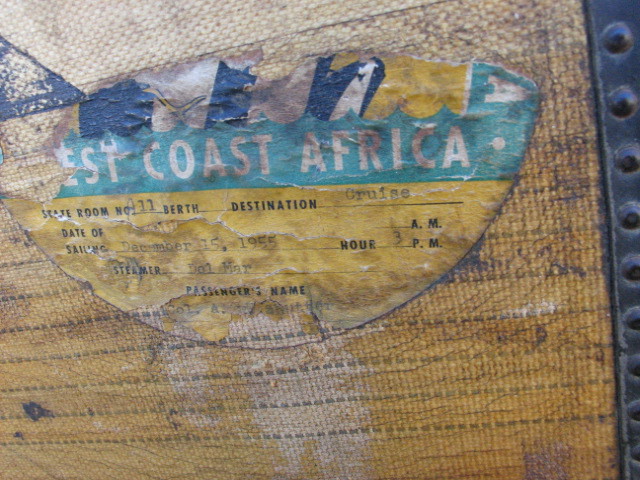 EST COAST AFRICA •
STATE ROOM NO. A11 BERTH DESTINATION Cruise
DATE OF SAILING December 15, 1955 HOUR 3 A.M. P.M.
STEAMER Del Mar
PASSENGER'S NAME